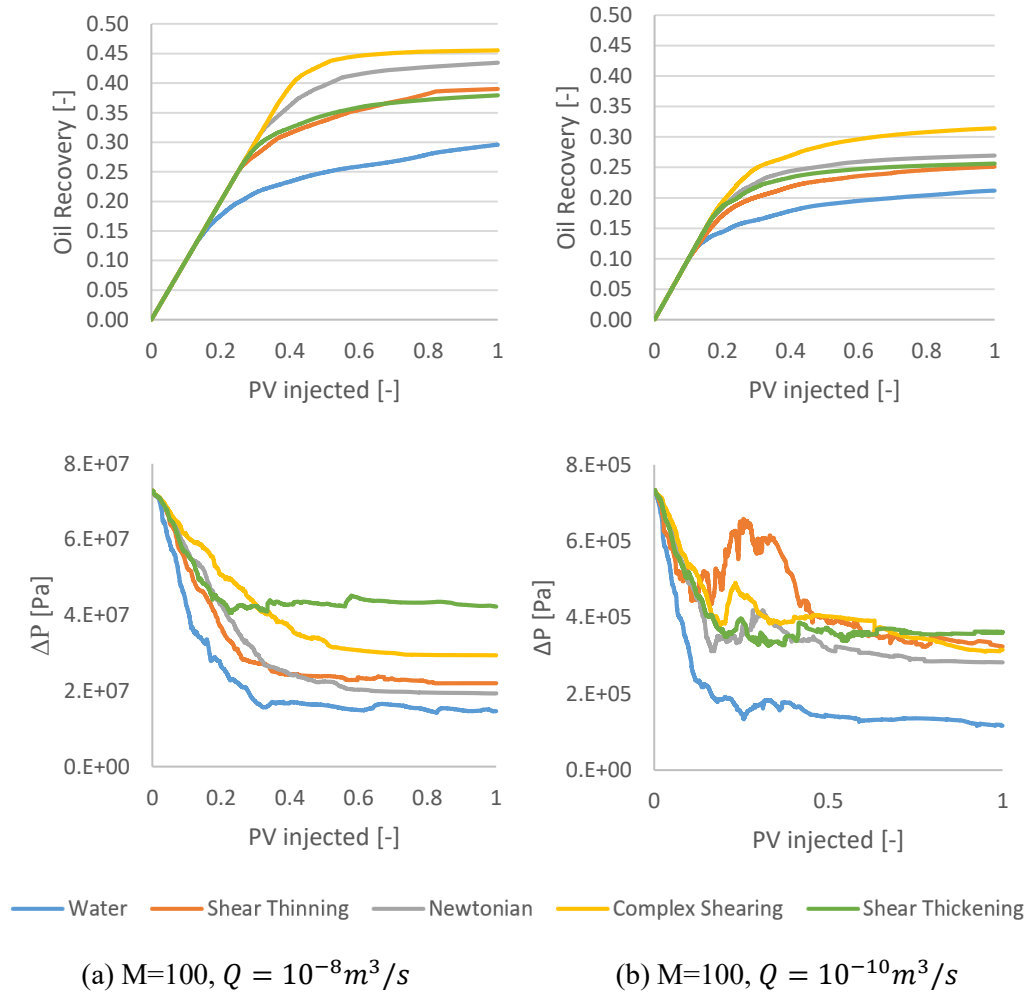 0.50
0.45
0.40
0.35
0.30
0.25
0.20
0.15
0.10
0.05
0.00
Oil Recovery [-]
0 0.2 0.4 0.6 0.8 1
PV injected [-]
0.50
0.45
0.40
0.35
0.30
0.25
0.20
0.15
0.10
0.05
0.00
Oil Recovery [-]
0 0.2 0.4 0.6 0.8 1
PV injected [-]
8.E+07
6.E+07
4.E+07
2.E+07
0.E+00
ΔP [Pa]
0 0.2 0.4 0.6 0.8 1
PV injected [-]
8.E+05
6.E+05
4.E+05
2.E+05
0.E+00
ΔP [Pa]
0 0.5 1
PV injected [-]
Water Shear Thinning Newtonian Complex Shearing Shear Thickening
(a) M=100, Q = 10⁻⁸m³/s (b) M=100, Q = 10⁻¹⁰m³/s